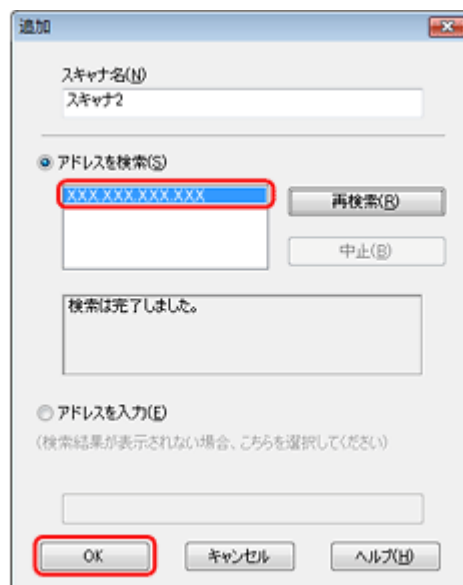 追加
スキャナ名(N)
スキャナ2
アドレスを検索(S)
XXX.XXX.XXX.XXX
再検索(R)
中止(B)
検索は完了しました。
アドレスを入力(E)
(検索結果が表示されない場合、こちらを選択してください)
OK キャンセル ヘルプ(H)